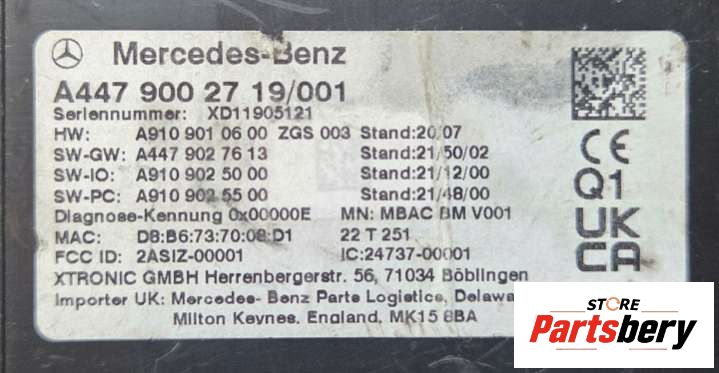 Mercedes-Benz
A447 900 27 19/001
Seriennummer: XD11905121
HW: A910 901 06 00 ZGS 003 Stand:20/07
SW-GW: A447 902 76 13 Stand:21/50/02
SW-IO: A910 902 50 00 Stand:21/12/00
SW-PC: A910 902 55 00 Stand:21/48/00
Diagnose-Kennung 0x00000E MN: MBAC BM V001
MAC: D8:B6:73:70:08:D1 22 T 251
FCC ID: 2ASIZ-00001 IC:24737-00001
XTRONIC GMBH Herrenbergerstr. 56, 71034 Böblingen
Importer UK: Mercedes- Benz Parts Logistics, Delawa
Milton Keynes, England, MK15 8BA
CE
Q1
UK
CA
STORE
Partsbery